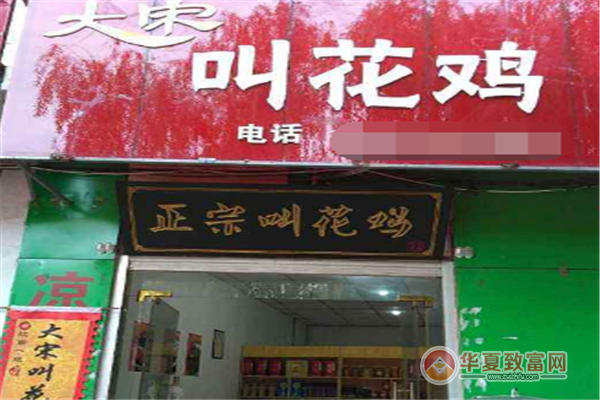 大宋
叫花鸡
电话
正宗叫花鸡
凉
大宋叫花
华夏致富网